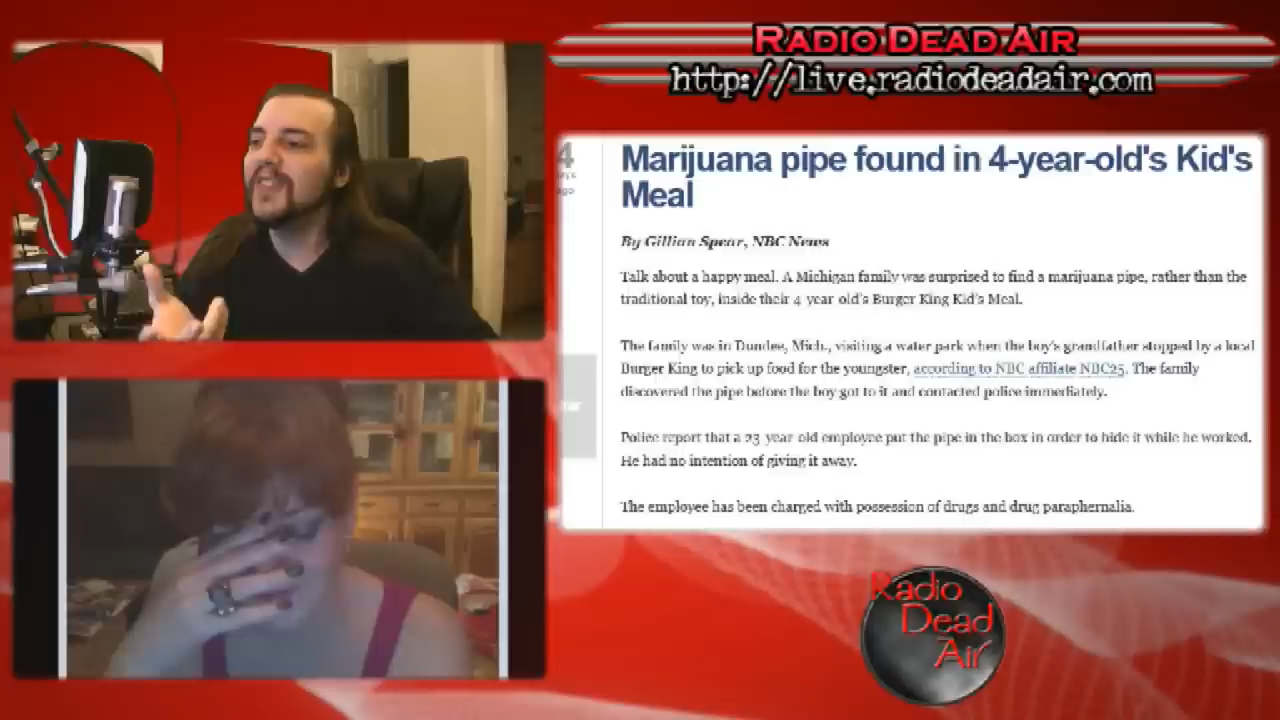 Radio Dead Air
http://live.radiodeadair.com
4
ago
Marijuana pipe found in 4-year-old's Kid's
Meal
By Gillian Spear, NBC News
Talk about a happy meal. A Michigan family was surprised to find a marijuana pipe, rather than the
traditional toy, inside their 4-year-old's Burger King Kid's Meal.
The family was in Dundee, Mich., visiting a water park when the boy's grandfather stopped by a local
Burger King to pick up food for the youngster, according to NBC affiliate NBC25. The family
discovered the pipe before the boy got to it and contacted police immediately.
Police report that a 23-year-old employee put the pipe in the box in order to hide it while he worked.
He had no intention of giving it away.
The employee has been charged with possession of drugs and drug paraphernalia.
Radio
Dead
Air